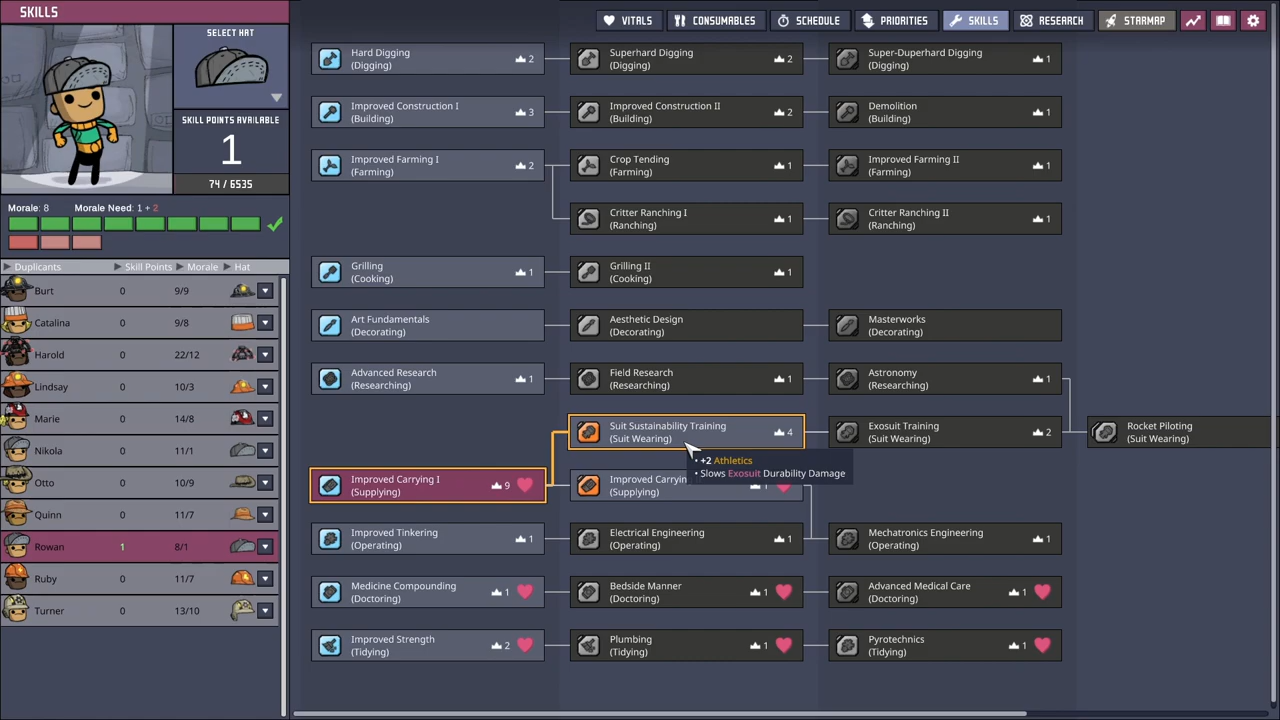 SKILLS
VITALS
CONSUMABLES
SCHEDULE
PRIORITIES
SKILLS
RESEARCH
STARMAP
SELECT HAT
SKILL POINTS AVAILABLE
1
74 / 6535
Morale: 8
Morale Need: 1 + 2
Duplicants
Skill Points
Morale
Hat
Burt 0 9/9
Catalina 0 9/8
Harold 0 22/12
Lindsay 0 10/3
Marie 0 14/8
Nikola 0 11/1
Otto 0 10/9
Quinn 0 11/7
Rowan 1 8/1
Ruby 0 11/7
Turner 0 13/10
Hard Digging
(Digging)
2
Superhard Digging
(Digging)
2
Super-Duperhard Digging
(Digging)
1
Improved Construction I
(Building)
3
Improved Construction II
(Building)
2
Demolition
(Building)
1
Improved Farming I
(Farming)
2
Crop Tending
(Farming)
1
Improved Farming II
(Farming)
1
Critter Ranching I
(Ranching)
1
Critter Ranching II
(Ranching)
1
Grilling
(Cooking)
1
Grilling II
(Cooking)
1
Art Fundamentals
(Decorating)
Aesthetic Design
(Decorating)
Masterworks
(Decorating)
Advanced Research
(Researching)
1
Field Research
(Researching)
1
Astronomy
(Researching)
1
Suit Sustainability Training
(Suit Wearing)
4
Exosuit Training
(Suit Wearing)
2
Rocket Piloting
(Suit Wearing)
• +2 Athletics
• Slows Exosuit Durability Damage
Improved Carrying I
(Supplying)
9
Improved Carryin
(Supplying)
1
Improved Tinkering
(Operating)
1
Electrical Engineering
(Operating)
1
Mechatronics Engineering
(Operating)
1
Medicine Compounding
(Doctoring)
1
Bedside Manner
(Doctoring)
1
Advanced Medical Care
(Doctoring)
1
Improved Strength
(Tidying)
2
Plumbing
(Tidying)
1
Pyrotechnics
(Tidying)
1